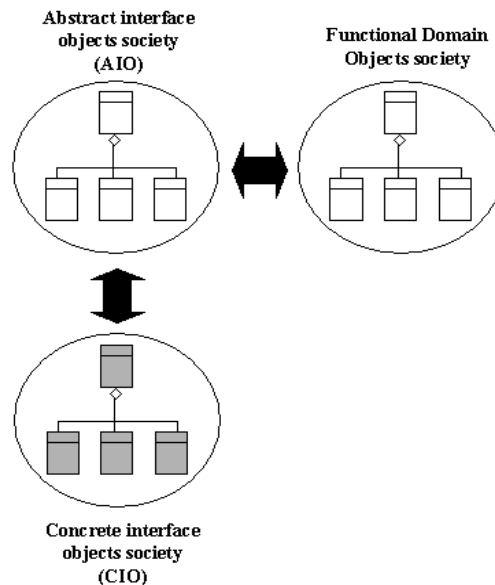 Abstract interface
objects society
(AIO)
Functional Domain
Objects society
Concrete interface
objects society
(CIO)